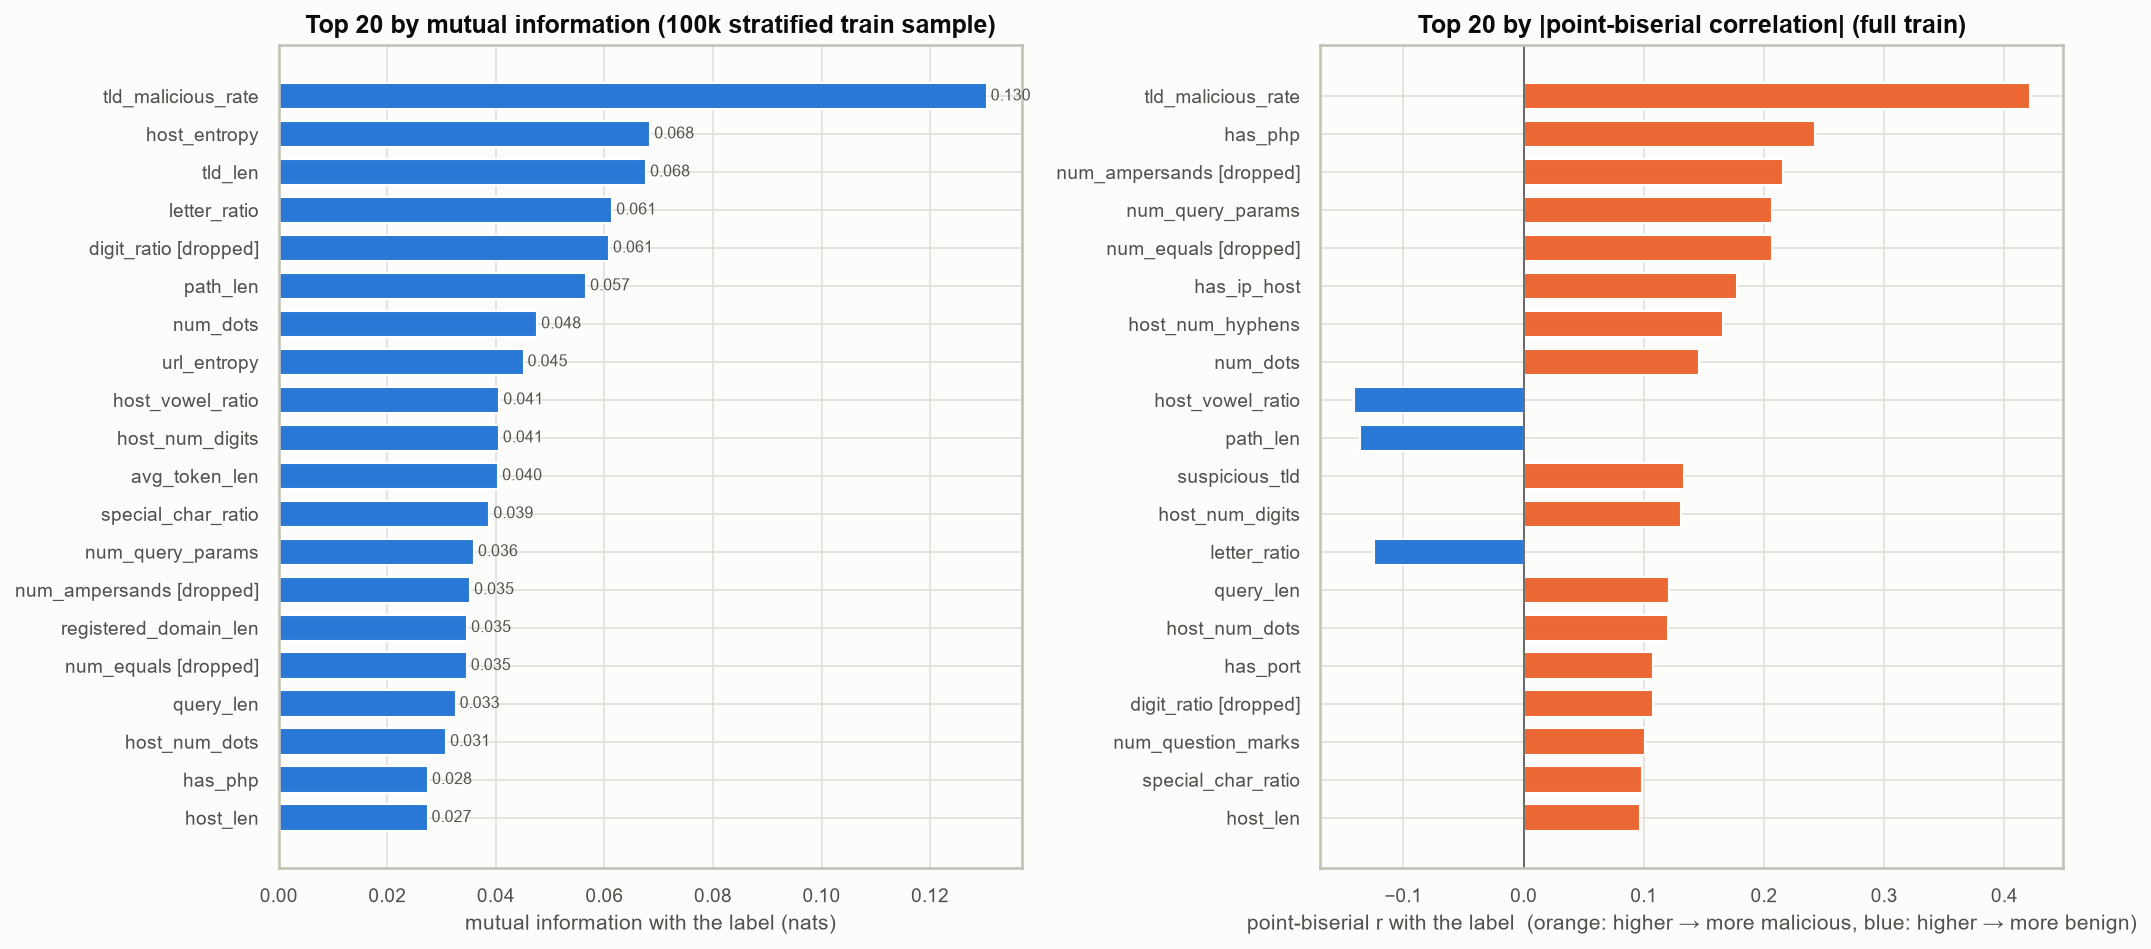 Top 20 by mutual information (100k stratified train sample)
tld_malicious_rate 0.130
host_entropy 0.068
tld_len 0.068
letter_ratio 0.061
digit_ratio [dropped] 0.061
path_len 0.057
num_dots 0.048
url_entropy 0.045
host_vowel_ratio 0.041
host_num_digits 0.041
avg_token_len 0.040
special_char_ratio 0.039
num_query_params 0.036
num_ampersands [dropped] 0.035
registered_domain_len 0.035
num_equals [dropped] 0.035
query_len 0.033
host_num_dots 0.031
has_php 0.028
host_len 0.027
0.00 0.02 0.04 0.06 0.08 0.10 0.12
mutual information with the label (nats)
Top 20 by |point-biserial correlation| (full train)
tld_malicious_rate
has_php
num_ampersands [dropped]
num_query_params
num_equals [dropped]
has_ip_host
host_num_hyphens
num_dots
host_vowel_ratio
path_len
suspicious_tld
host_num_digits
letter_ratio
query_len
host_num_dots
has_port
digit_ratio [dropped]
num_question_marks
special_char_ratio
host_len
−0.1 0.0 0.1 0.2 0.3 0.4
point-biserial r with the label (orange: higher → more malicious, blue: higher → more benign)